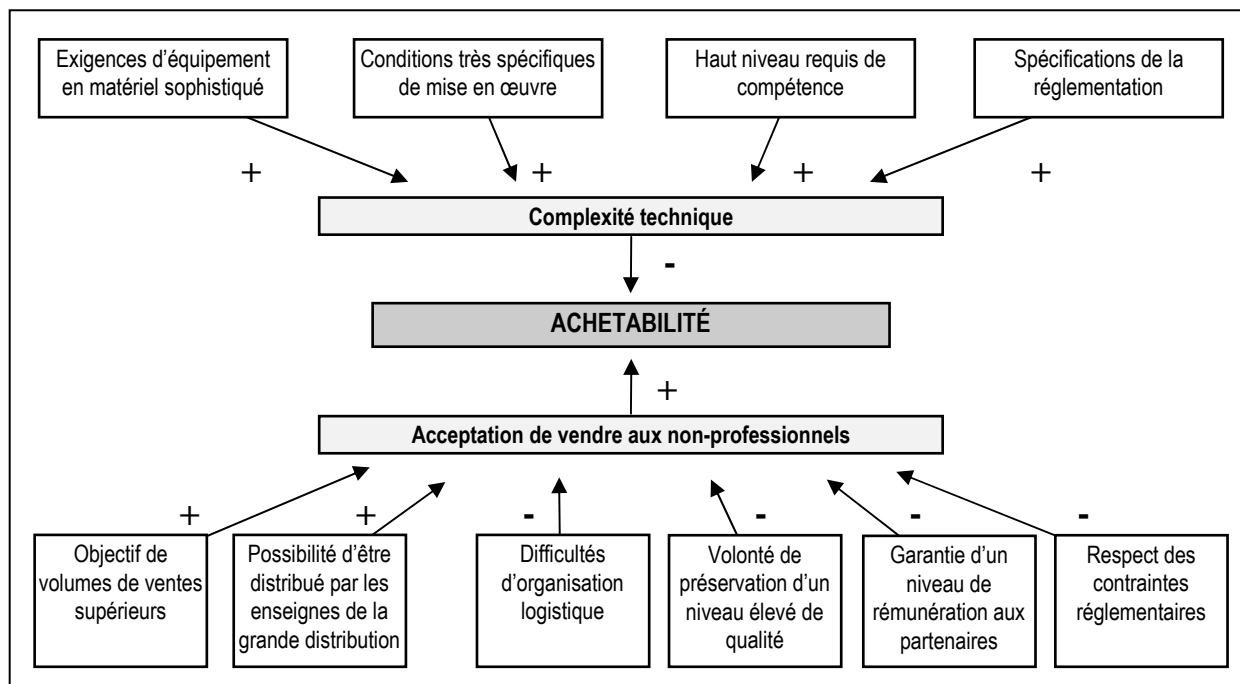 Exigences d'équipement
en matériel sophistiqué
Conditions très spécifiques
de mise en œuvre
Haut niveau requis de
compétence
Spécifications de la
réglementation
+
+
+
+
Complexité technique
-
ACHETABILITÉ
+
Acceptation de vendre aux non-professionnels
+
+
-
-
-
-
Objectif de
volumes de ventes
supérieurs
Possibilité d'être
distribué par les
enseignes de la
grande distribution
Difficultés
d'organisation
logistique
Volonté de
préservation d'un
niveau élevé de
qualité
Garantie d'un
niveau de
rémunération aux
partenaires
Respect des
contraintes
réglementaires